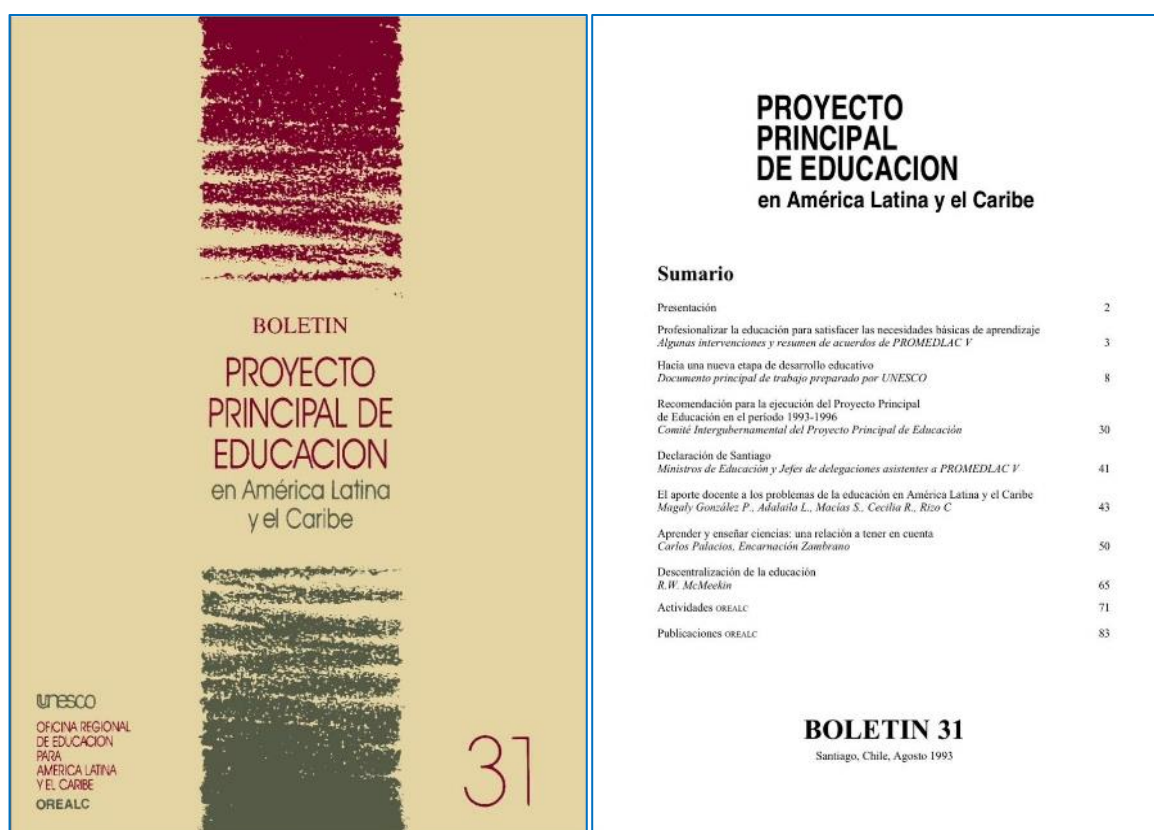 BOLETIN
PROYECTO
PRINCIPAL DE
EDUCACION
en América Latina
y el Caribe
unesco
OFICINA REGIONAL
DE EDUCACION
PARA
AMERICA LATINA
Y EL CARIBE
OREALC
31
PROYECTO
PRINCIPAL
DE EDUCACION
en América Latina y el Caribe
Sumario
Presentación 2
Profesionalizar la educación para satisfacer las necesidades básicas de aprendizaje
Algunas intervenciones y resumen de acuerdos de PROMEDLAC V 3
Hacia una nueva etapa de desarrollo educativo
Documento principal de trabajo preparado por UNESCO 8
Recomendación para la ejecución del Proyecto Principal
de Educación en el período 1993-1996
Comité Intergubernamental del Proyecto Principal de Educación 30
Declaración de Santiago
Ministros de Educación y Jefes de delegaciones asistentes a PROMEDLAC V 41
El aporte docente a los problemas de la educación en América Latina y el Caribe
Magaly González P., Adalaila L., Macías S., Cecilia R., Rizo C 43
Aprender y enseñar ciencias: una relación a tener en cuenta
Carlos Palacios, Encarnación Zambrano 50
Descentralización de la educación
R.W. McMeekin 65
Actividades OREALC 71
Publicaciones OREALC 83
BOLETIN 31
Santiago, Chile, Agosto 1993